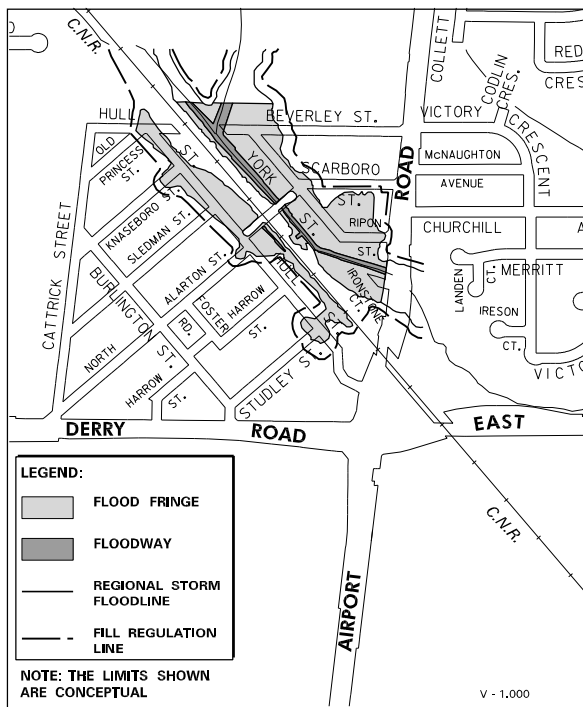 C.N.R.
COLLETT
RED
CRES
CODLIN
CRES.
HULL
ST.
BEVERLEY ST.
VICTORY
CRESCENT
OLD
PRINCESS
ST.
YORK
ST.
SCARBORO
ST.
ROAD
McNAUGHTON
AVENUE
KNASEBORO ST.
SLEDMAN ST.
RIPON
ST.
CHURCHILL
A
CATTRICK STREET
BURLINGTON ST.
ALARTON ST.
HULL
ST.
IRONSTONE
CT.
LANDEN
CT.
MERRITT
FOSTER
RD.
HARROW
ST.
IRESON
CT.
NORTH
HARROW
ST.
STUDLEY ST.
VICTO
DERRY ROAD EAST
AIRPORT
C.N.R.
LEGEND:
FLOOD FRINGE
FLOODWAY
REGIONAL STORM
FLOODLINE
FILL REGULATION
LINE
NOTE: THE LIMITS SHOWN
ARE CONCEPTUAL
V - 1.000